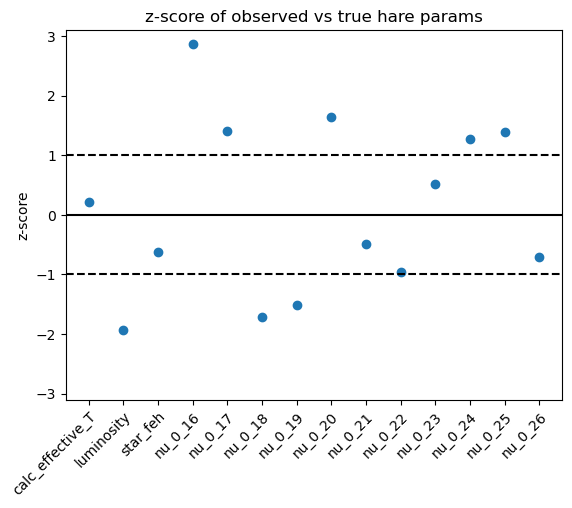 z-score of observed vs true hare params
z-score
3
2
1
0
−1
−2
−3
calc_effective_T
luminosity
star_feh
nu_0_16
nu_0_17
nu_0_18
nu_0_19
nu_0_20
nu_0_21
nu_0_22
nu_0_23
nu_0_24
nu_0_25
nu_0_26